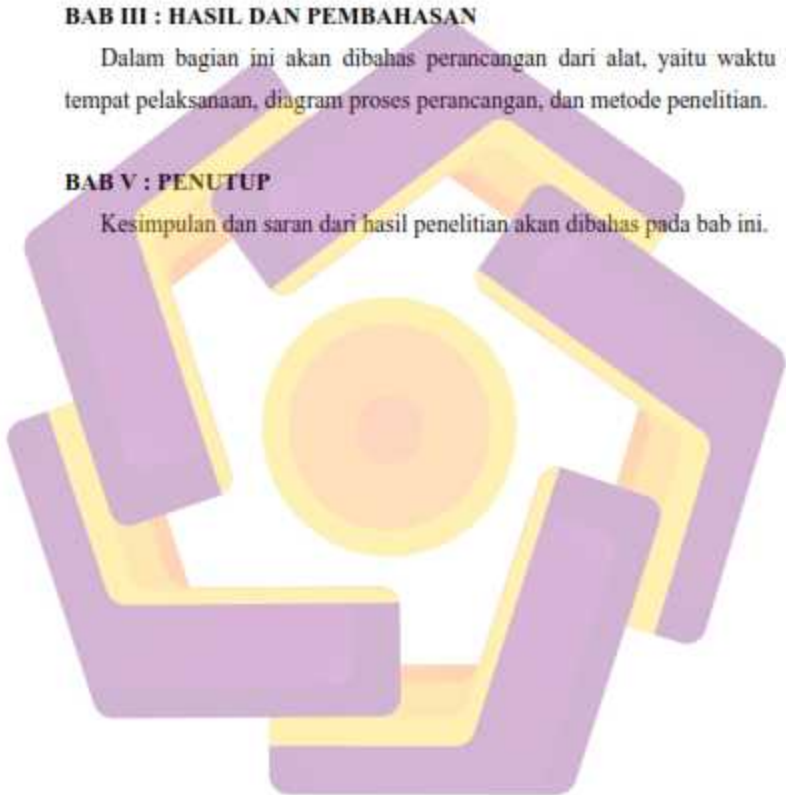 BAB III : HASIL DAN PEMBAHASAN
Dalam bagian ini akan dibahas perancangan dari alat, yaitu waktu
tempat pelaksanaan, diagram proses perancangan, dan metode penelitian.
BAB V : PENUTUP
Kesimpulan dan saran dari hasil penelitian akan dibahas pada bab ini.